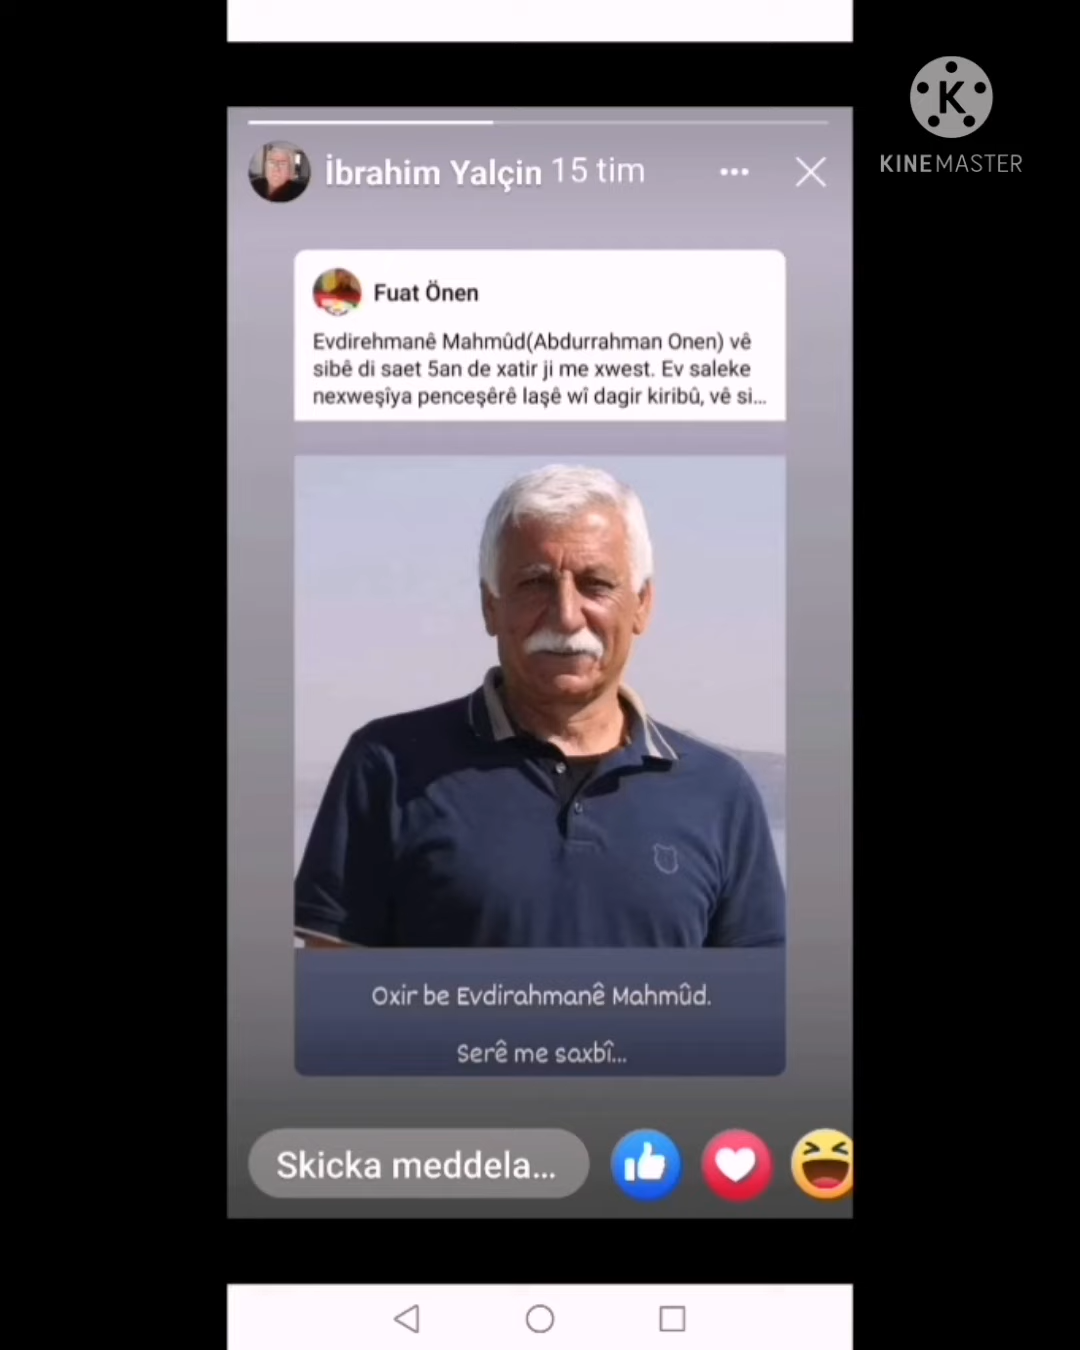 KINEMASTER
İbrahim Yalçin 15 tim
Fuat Önen
Evdirehmanê Mahmûd(Abdurrahman Onen) vê
sibê di saet 5an de xatir ji me xwest. Ev saleke
nexweşîya penceşêrê laşê wî dagir kiribû, vê si...
Oxir be Evdirahmanê Mahmûd.
Serê me saxbî...
Skicka meddela...